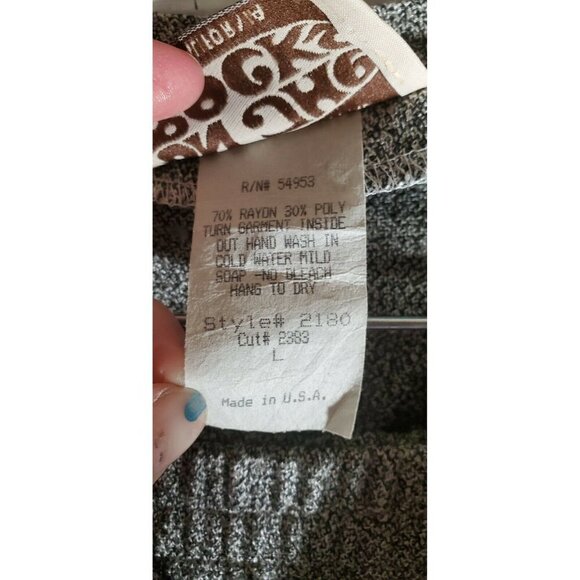 R/N# 54953
70% RAYON 30% POLY
TURN GARMENT INSIDE
OUT HAND WASH IN
COLD WATER MILD
SOAP -NO BLEACH
HANG TO DRY
Style# 2180
Cut# 2383
L
Made in U.S.A.